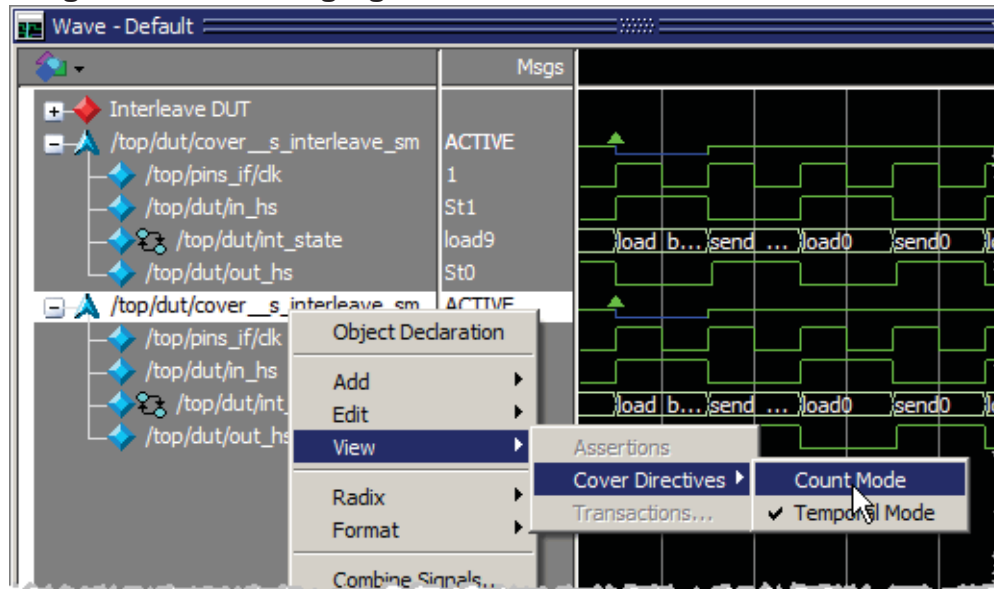 Wave - Default
Msgs
Interleave DUT
/top/dut/cover__s_interleave_sm ACTIVE
/top/pins_if/clk 1
/top/dut/in_hs St1
/top/dut/int_state load9 load b... send ... load0 send0
/top/dut/out_hs St0
/top/dut/cover__s_interleave_sm ACTIVE
/top/pins_if/clk Object Declaration
/top/dut/in_hs Add
/top/dut/int_ Edit load b... send ... load0 send0
/top/dut/out_hs View Assertions
Cover Directives Count Mode
Radix Transactions... ✔ Temporal Mode
Format
Combine Signals...